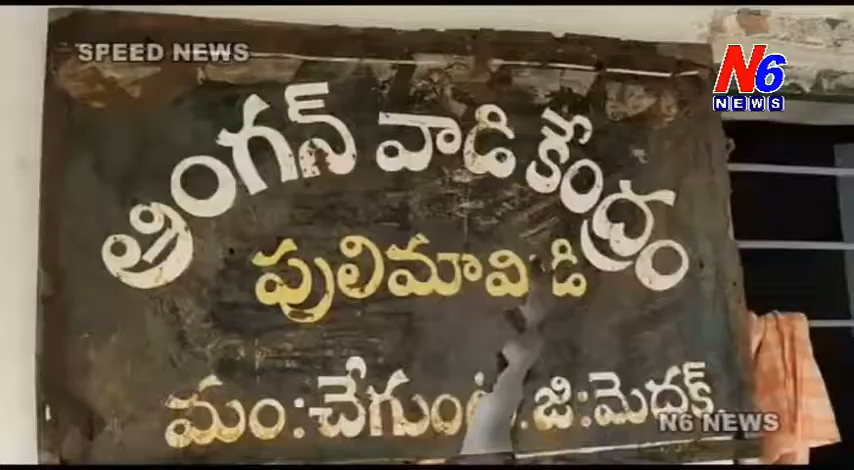 SPEED NEWS
N6
NEWS
అంగన్ వాడి కేంద్రం
పులిమావిడి
మం: చేగుంట. జి: మెదక్.
N6 NEWS